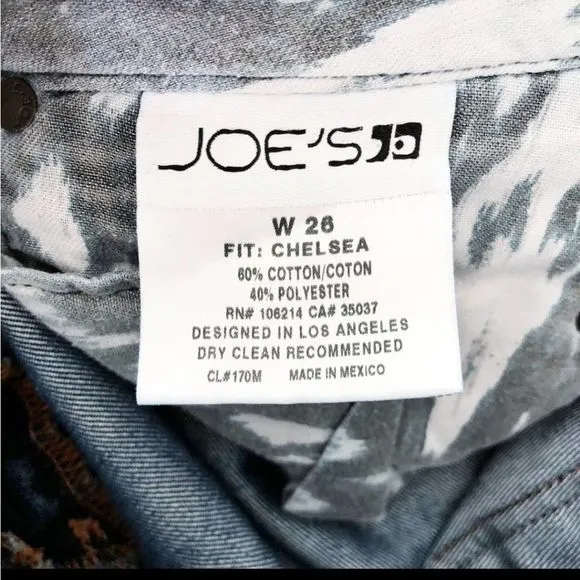 JOE'S
W 26
FIT: CHELSEA
60% COTTON/COTON
40% POLYESTER
RN# 106214 CA# 35037
DESIGNED IN LOS ANGELES
DRY CLEAN RECOMMENDED
CL#170M MADE IN MEXICO